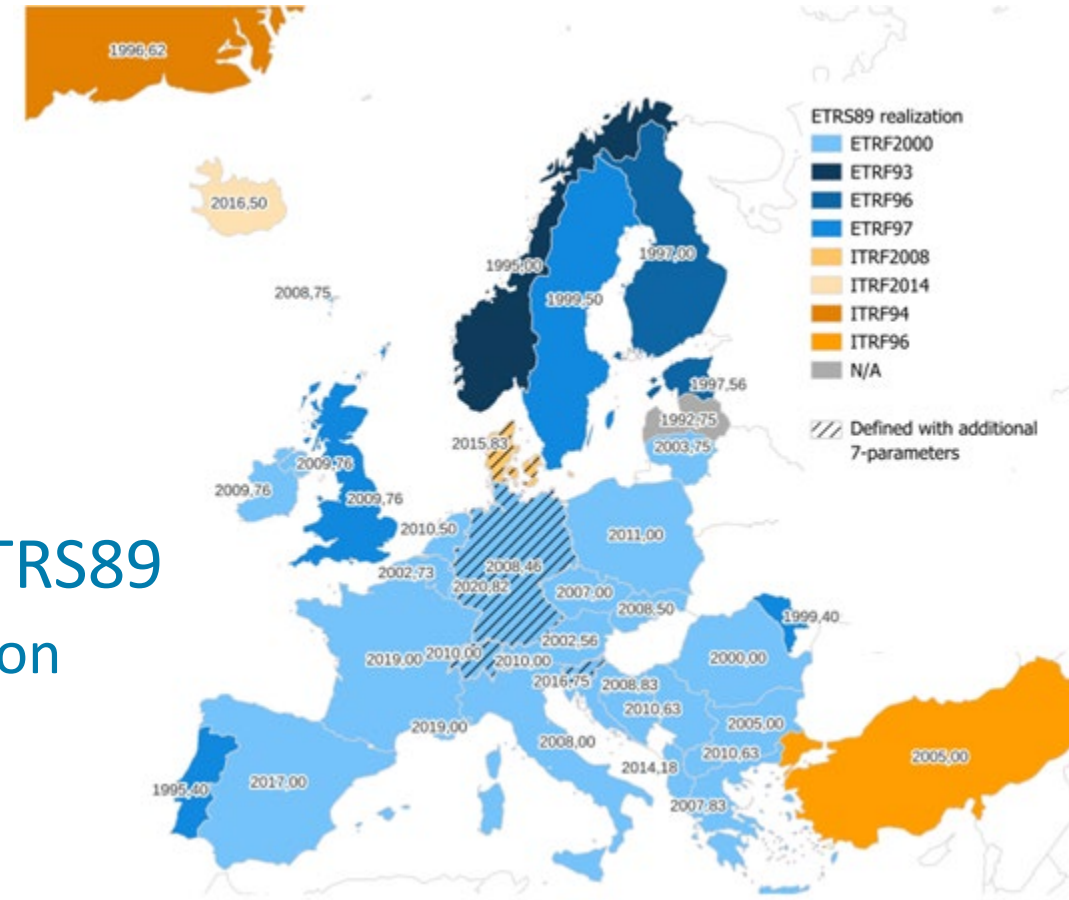 1996,62
ETRS89 realization
ETRF2000
ETRF93
ETRF96
ETRF97
ITRF2008
ITRF2014
ITRF94
ITRF96
N/A
Defined with additional
7-parameters
2016,50
2008,75
1995,00
1997,00
1999,50
1997,56
1992,75
2003,75
2015,83
2009,76
2009,76
2009,76
2010,50
2011,00
TRS89
on
2002,73
2008,46
2020,82
2007,00
2008,50
1999,40
2002,56
2019,00
2010,00
2010,00
2000,00
2016,75
2008,83
2010,63
2019,00
2005,00
2008,00
2010,63
2005,00
2014,18
2017,00
1995,40
2007,83